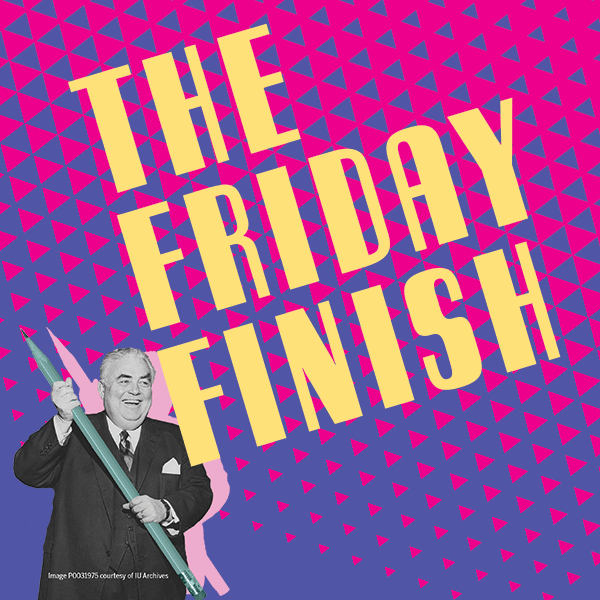 THE
FRIDAY
FINISH
Image P0031975 courtesy of IU Archives